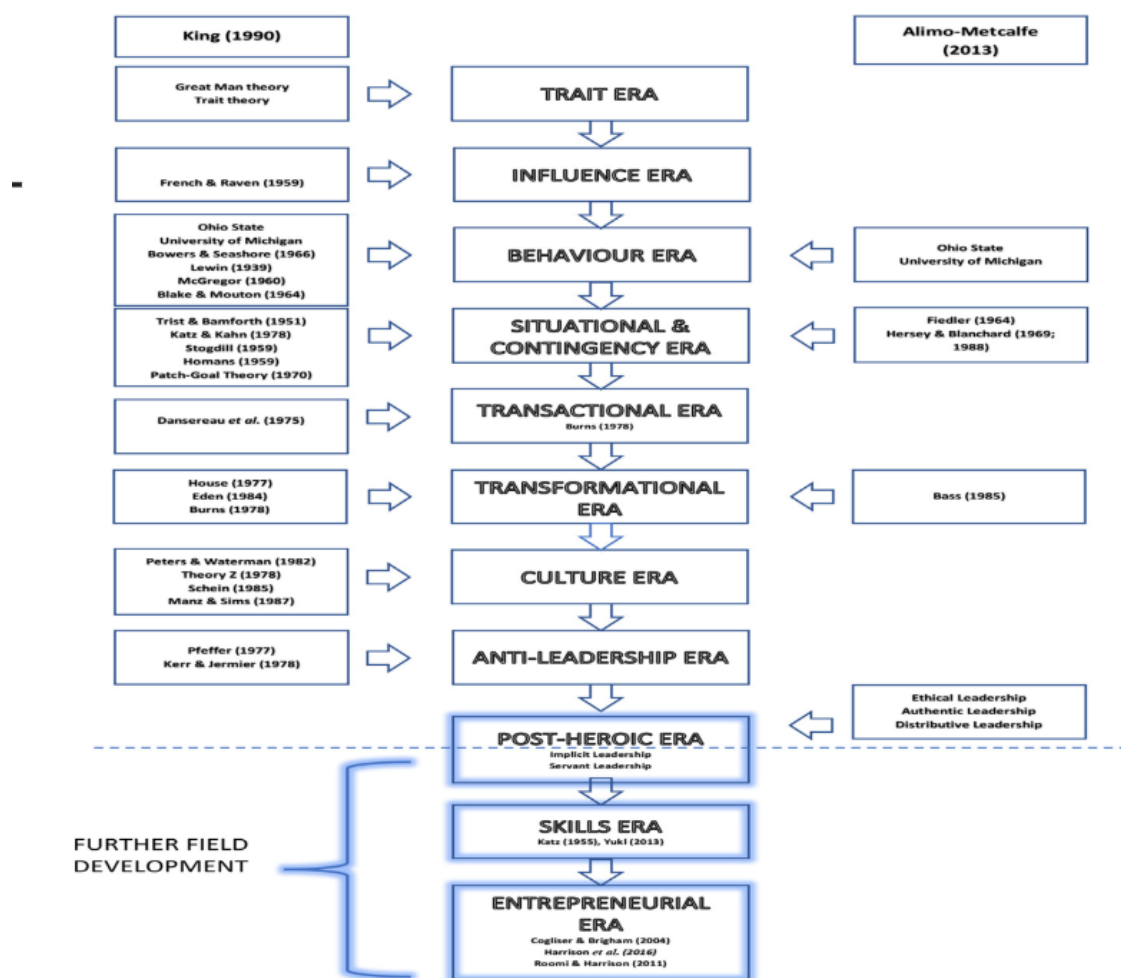 King (1990)
Alimo-Metcalfe
(2013)
Great Man theory
Trait theory
TRAIT ERA
French & Raven (1959)
INFLUENCE ERA
Ohio State
University of Michigan
Bowers & Seashore (1966)
Lewin (1939)
McGregor (1960)
Blake & Mouton (1964)
BEHAVIOUR ERA
Ohio State
University of Michigan
Trist & Bamforth (1951)
Katz & Kahn (1978)
Stogdill (1959)
Homans (1959)
Patch-Goal Theory (1970)
SITUATIONAL &
CONTINGENCY ERA
Fiedler (1964)
Hersey & Blanchard (1969;
1988)
Dansereau et al. (1975)
TRANSACTIONAL ERA
Burns (1978)
House (1977)
Eden (1984)
Burns (1978)
TRANSFORMATIONAL
ERA
Bass (1985)
Peters & Waterman (1982)
Theory Z (1978)
Schein (1985)
Manz & Sims (1987)
CULTURE ERA
Pfeffer (1977)
Kerr & Jermier (1978)
ANTI-LEADERSHIP ERA
Ethical Leadership
Authentic Leadership
Distributive Leadership
POST-HEROIC ERA
Implicit Leadership
Servant Leadership
FURTHER FIELD
DEVELOPMENT
SKILLS ERA
Katz (1955), Yukl (2013)
ENTREPRENEURIAL
ERA
Cogliser & Brigham (2004)
Harrison et al. (2016)
Roomi & Harrison (2011)